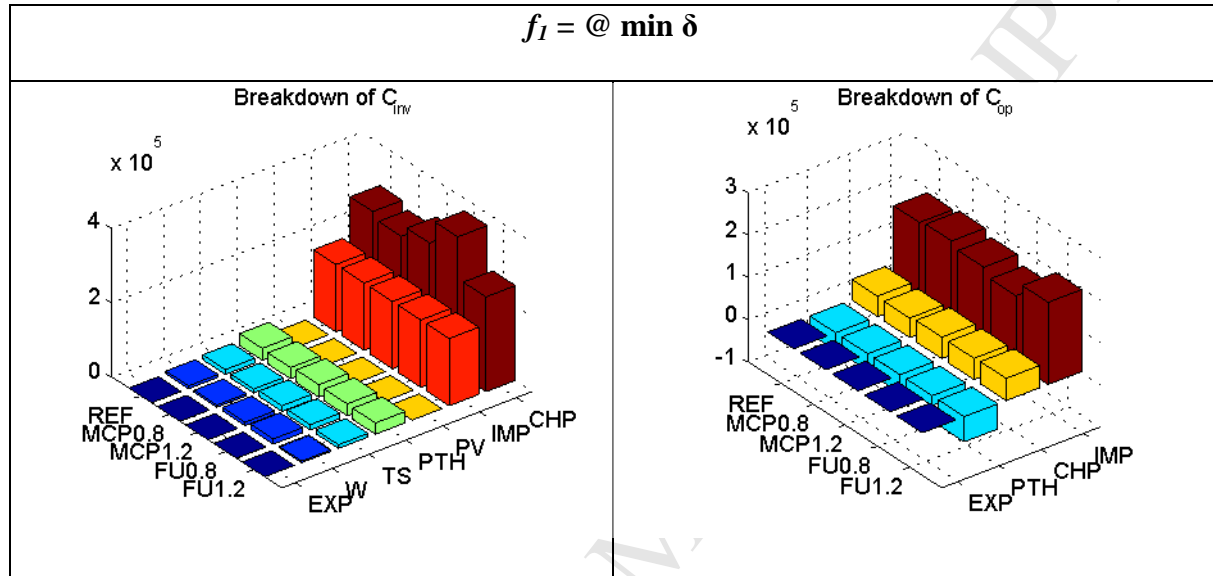 f1 = @ min δ
Breakdown of Cinv
x 10^5
4
2
0
REF
MCP0.8
MCP1.2
FU0.8
FU1.2
EXP
W
TS
PTH
PV
IMP
CHP
Breakdown of Cop
x 10^5
3
2
1
0
-1
REF
MCP0.8
MCP1.2
FU0.8
FU1.2
EXP
PTH
CHP
IMP